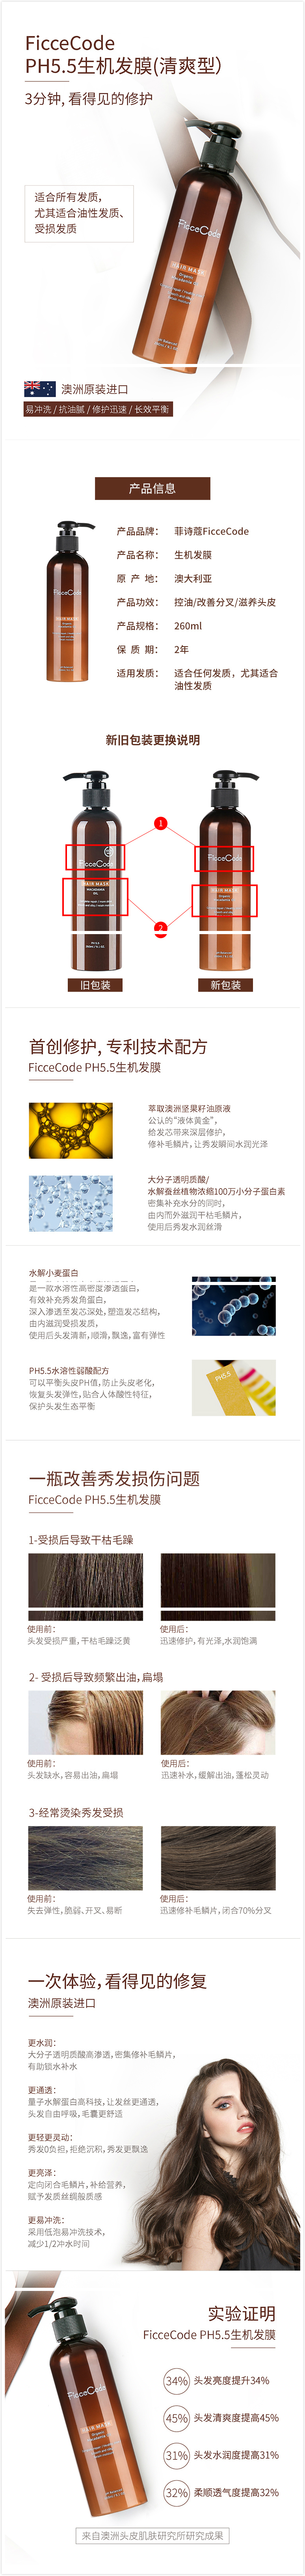 FicceCode
PH5.5生机发膜(清爽型)
3分钟, 看得见的修护
适合所有发质,
尤其适合油性发质、
受损发质
FicceCode
HAIR MASK
Organic
澳洲原装进口
易冲洗 / 抗油腻 / 修护迅速 / 长效平衡
产品信息
FicceCode
HAIR MASK
产品品牌: 菲诗蔻FicceCode
产品名称: 生机发膜
原 产 地: 澳大利亚
产品功效: 控油/改善分叉/滋养头皮
产品规格: 260ml
保 质 期: 2年
适用发质: 适合任何发质，尤其适合
油性发质
新旧包装更换说明
1
FicceCode
FicceCode
HAIR MASK
MACADAMIA
OIL
HAIR MASK
2
旧包装
新包装
首创修护, 专利技术配方
FicceCode PH5.5生机发膜
萃取澳洲坚果籽油原液
公认的“液体黄金”,
给发芯带来深层修护,
修补毛鳞片, 让秀发瞬间水润光泽
大分子透明质酸/
水解蚕丝植物浓缩100万小分子蛋白素
密集补充水分的同时,
由内而外滋润干枯毛鳞片,
使用后秀发水润丝滑
水解小麦蛋白
是一款水溶性高密度渗透蛋白,
有效补充秀发角蛋白,
深入渗透至发芯深处, 塑造发芯结构,
由内滋润受损发质,
使用后头发清新, 顺滑, 飘逸, 富有弹性
PH5.5水溶性弱酸配方
可以平衡头皮PH值, 防止头皮老化,
恢复头发弹性, 贴合人体酸性特征,
保护头发生态平衡
PH5.5
一瓶改善秀发损伤问题
FicceCode PH5.5生机发膜
1-受损后导致干枯毛躁
使用前:
头发受损严重, 干枯毛躁泛黄
使用后:
迅速修护, 有光泽, 水润饱满
2- 受损后导致频繁出油, 扁塌
使用前:
头发缺水, 容易出油, 扁塌
使用后:
迅速补水, 缓解出油, 蓬松灵动
3-经常烫染秀发受损
使用前:
失去弹性, 脆弱、开叉、易断
使用后:
迅速修补毛鳞片, 闭合70%分叉
一次体验, 看得见的修复
澳洲原装进口
更水润:
大分子透明质酸高渗透, 密集修补毛鳞片,
有助锁水补水
更通透:
量子水解蛋白高科技, 让发丝更通透,
头发自由呼吸, 毛囊更舒适
更轻更灵动:
秀发0负担, 拒绝沉积, 秀发更飘逸
更亮泽:
定向闭合毛鳞片, 补给营养,
赋予发质丝绸般质感
更易冲洗:
采用低泡易冲洗技术,
减少1/2冲水时间
实验证明
FicceCode PH5.5生机发膜
FicceCode
HAIR MASK
Organic
34% 头发亮度提升34%
45% 头发清爽度提高45%
31% 头发水润度提高31%
32% 柔顺透气度提高32%
来自澳洲头皮肌肤研究所研究成果